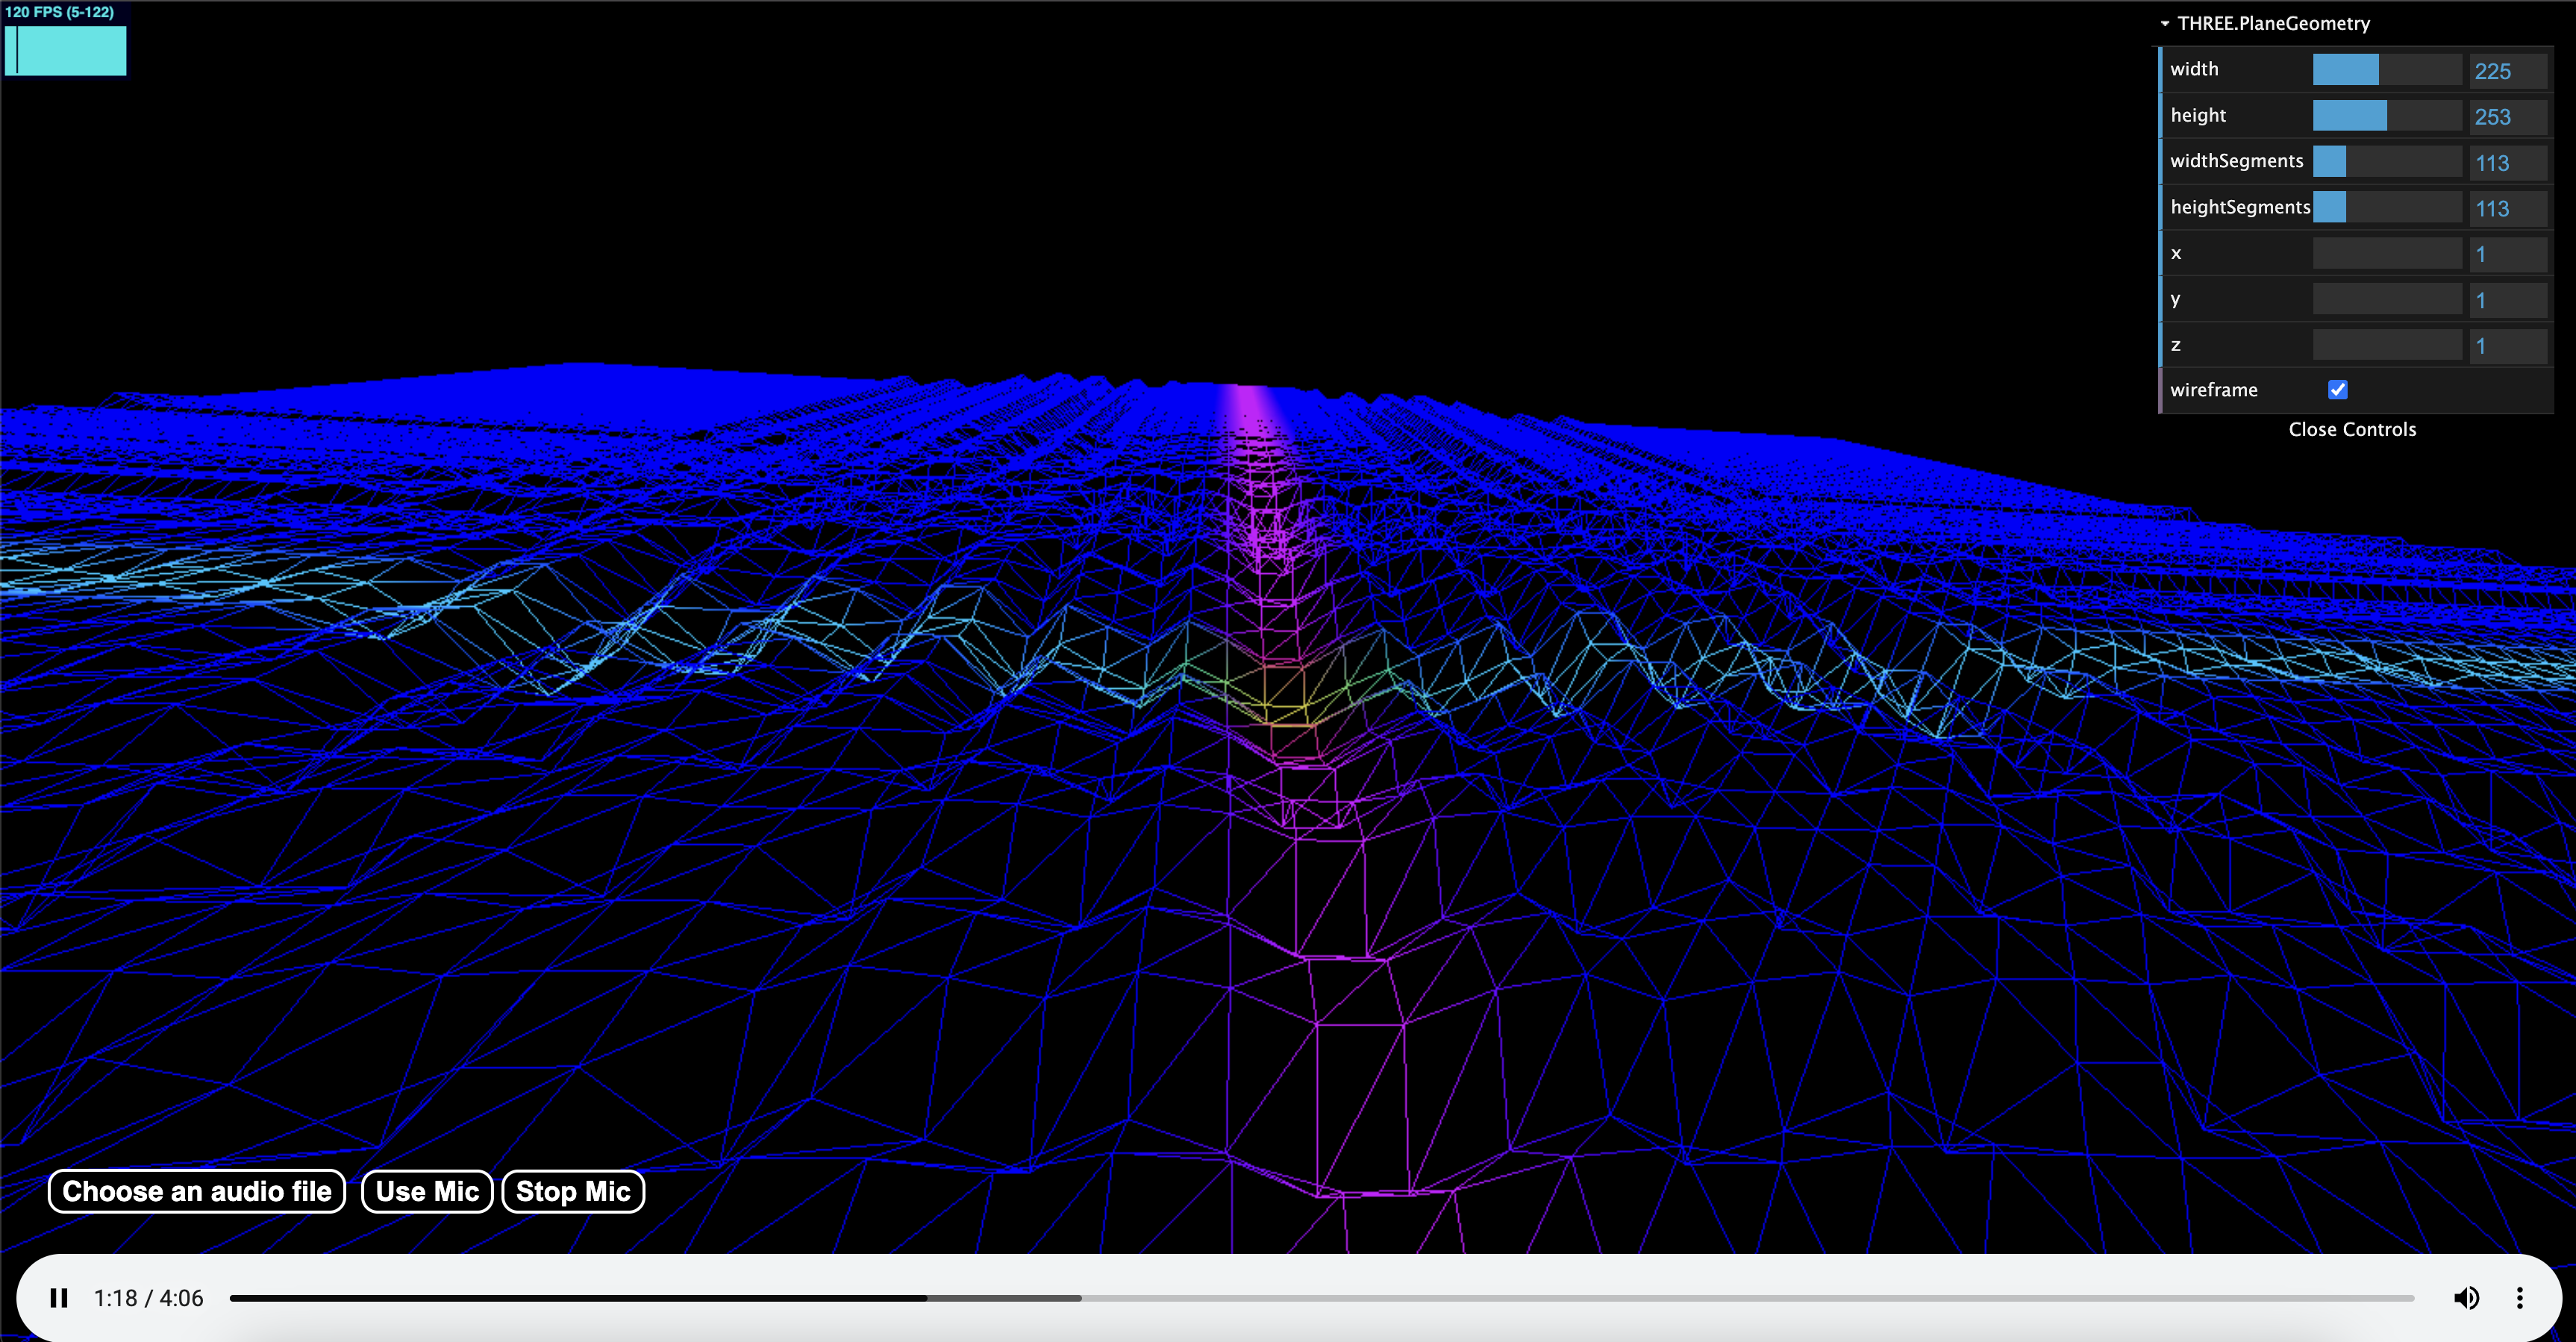 120 FPS (5-122)
THREE.PlaneGeometry
width 225
height 253
widthSegments 113
heightSegments 113
x 1
y 1
z 1
wireframe
Close Controls
Choose an audio file Use Mic Stop Mic
1:18 / 4:06